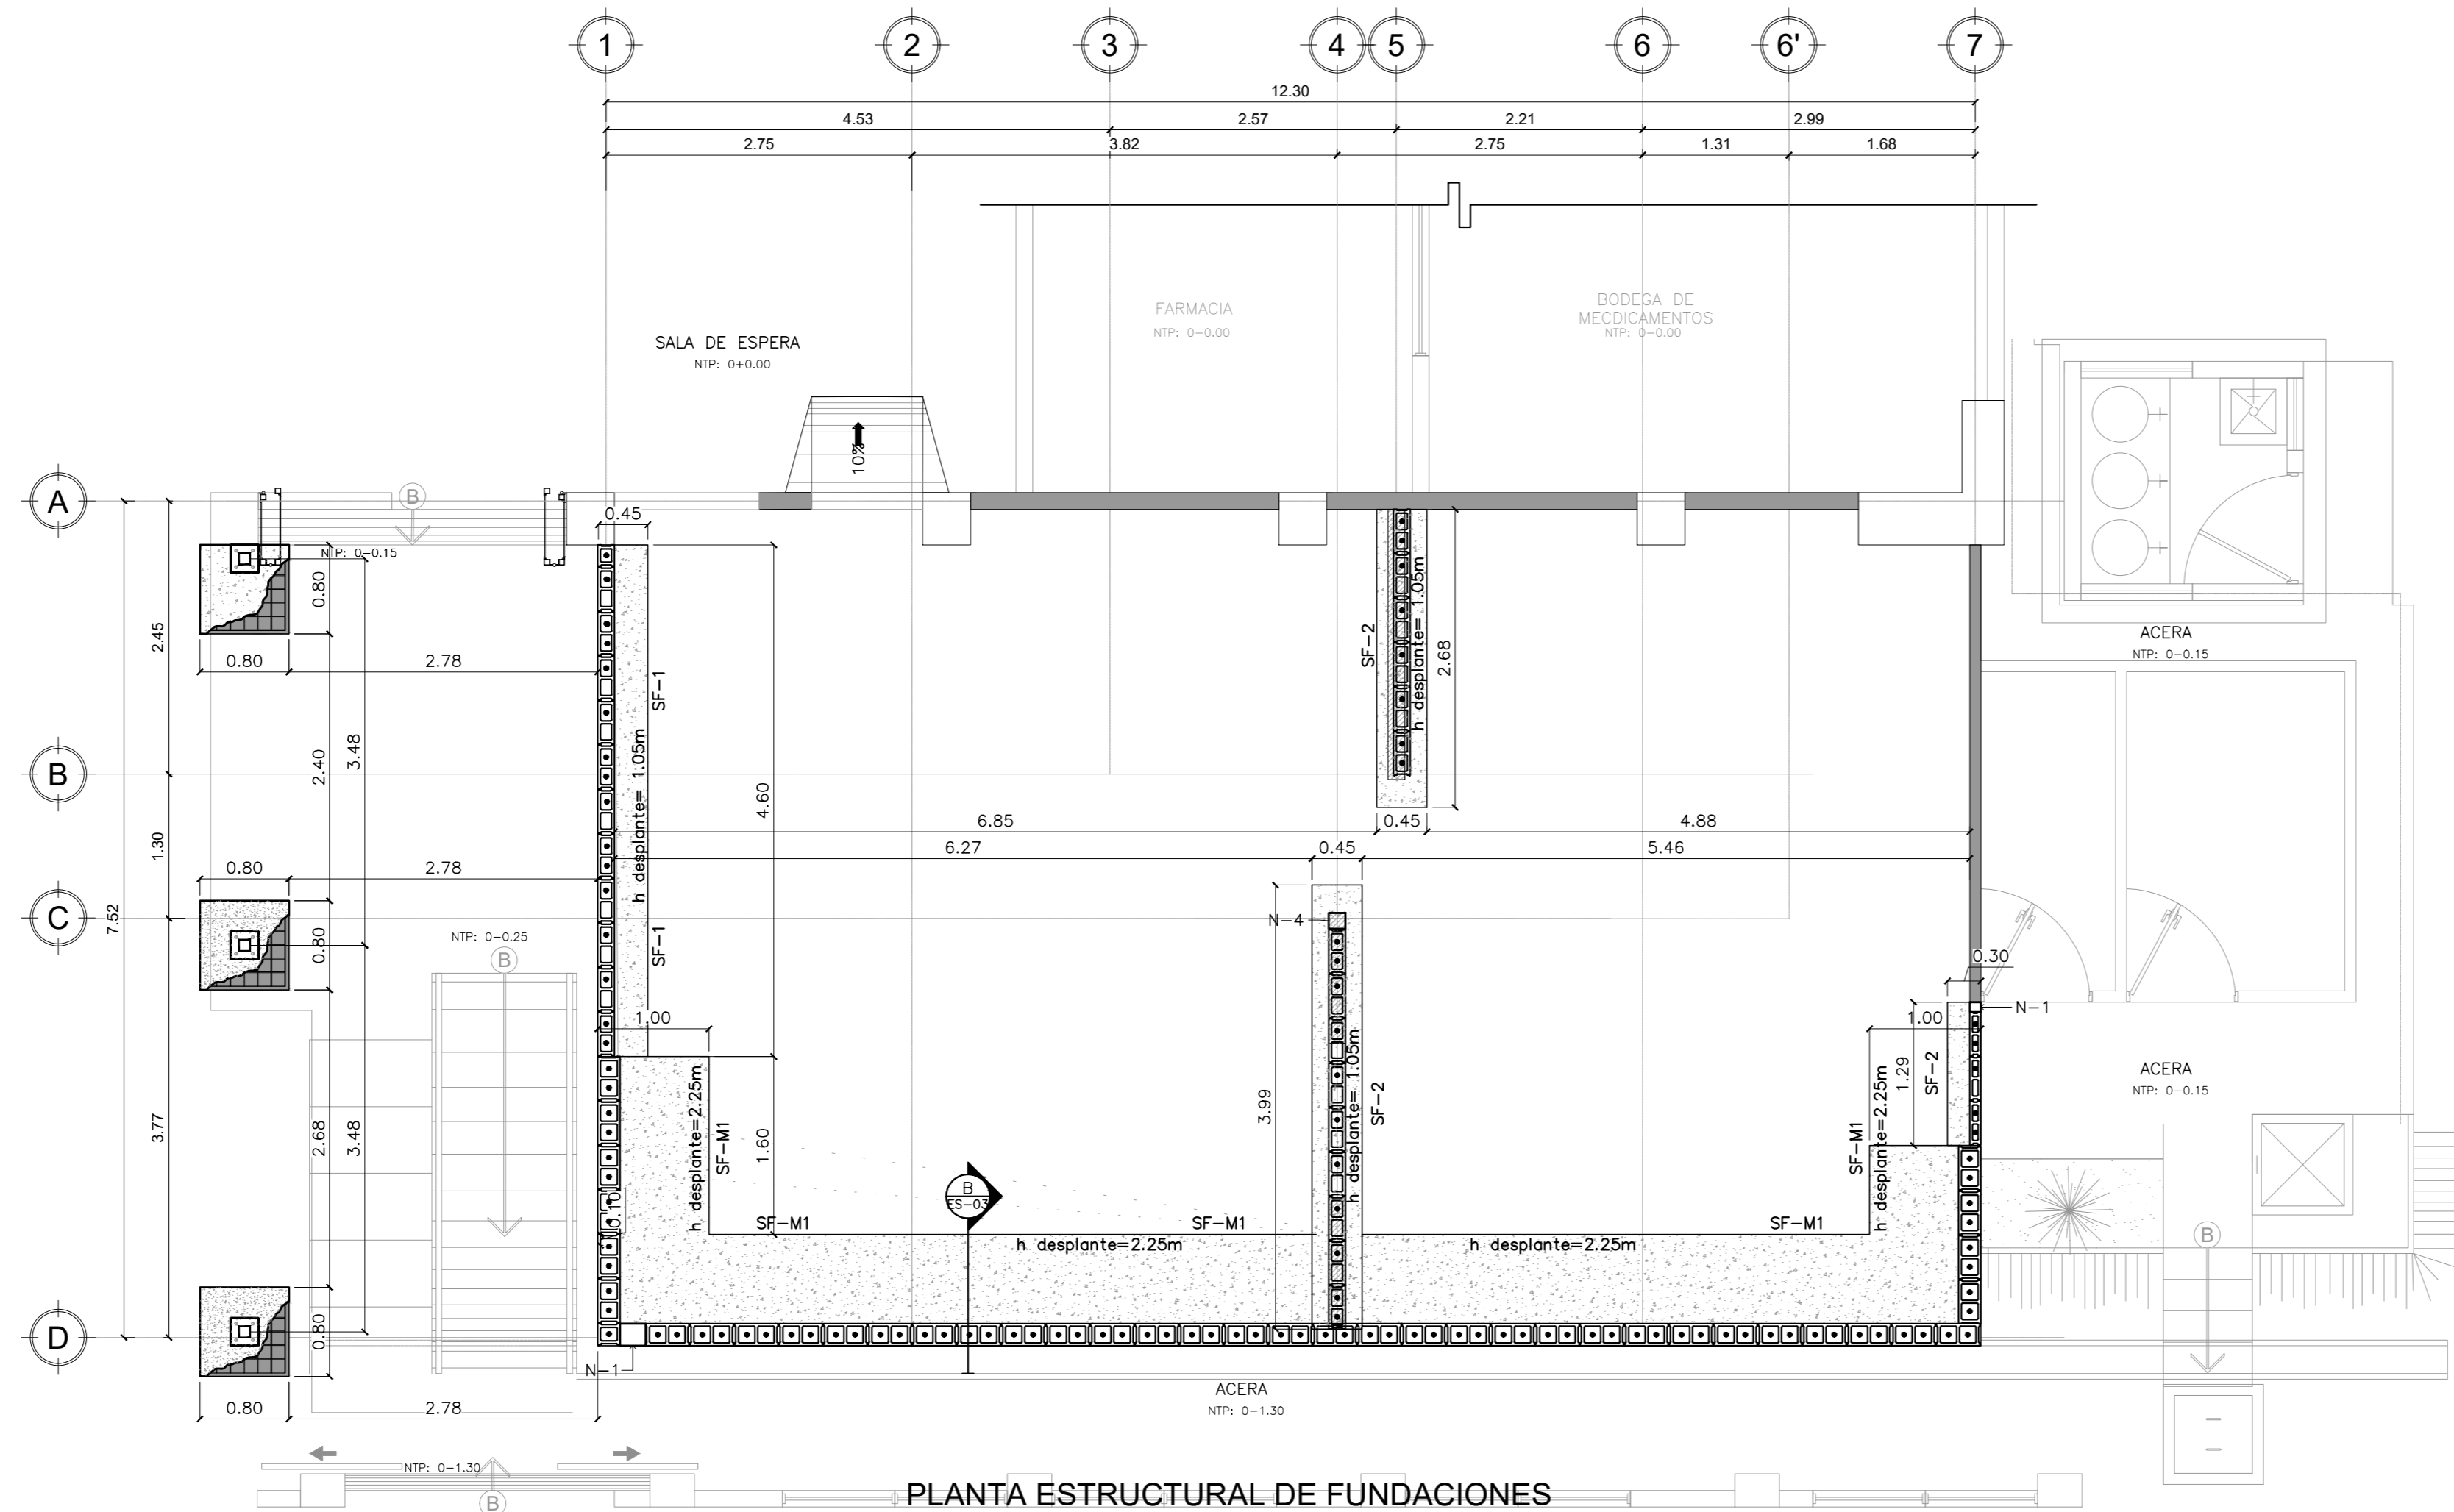 1 2 3 4 5 6 6' 7
12.30
4.53 2.57 2.21 2.99
2.75 3.82 2.75 1.31 1.68
FARMACIA
NTP: 0-0.00
BODEGA DE
MECDICAMENTOS
NTP: 0-0.00
SALA DE ESPERA
NTP: 0+0.00
10%
A
B
0.45
NTP: 0-0.15
0.80
2.45
0.80 2.78
SF-1
h desplante= 1.05m
SF-2
h desplante= 1.05m
2.68
ACERA
NTP: 0-0.15
B
2.40
3.48
4.60
1.30
6.85 0.45 4.88
6.27 0.45 5.46
0.80 2.78
C
7.52
0.80
NTP: 0-0.25
B
SF-1
N-4
0.30
N-1
1.00
1.00
1.29
SF-2
ACERA
NTP: 0-0.15
3.77
2.68
3.48
h desplante=2.25m
SF-M1
1.60
3.99
h desplante= 1.05m
SF-2
SF-M1
h desplante=2.25m
0.10
B
ES-03
SF-M1 SF-M1 SF-M1
h desplante=2.25m h desplante=2.25m
B
D
0.80
N-1
0.80 2.78
ACERA
NTP: 0-1.30
NTP: 0-1.30
B
PLANTA ESTRUCTURAL DE FUNDACIONES